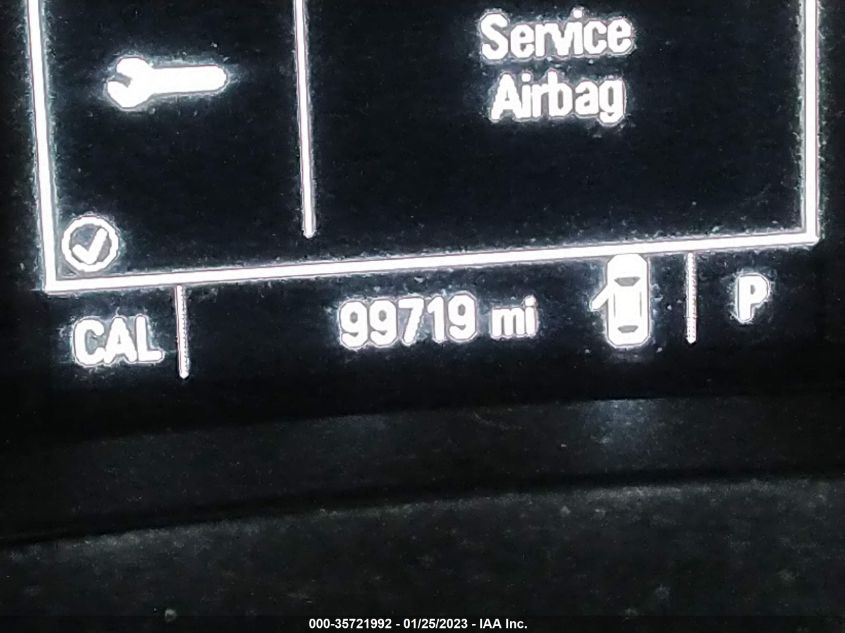 Service
Airbag
CAL 99719 mi P
000-35721992 - 01/25/2023 - IAA Inc.